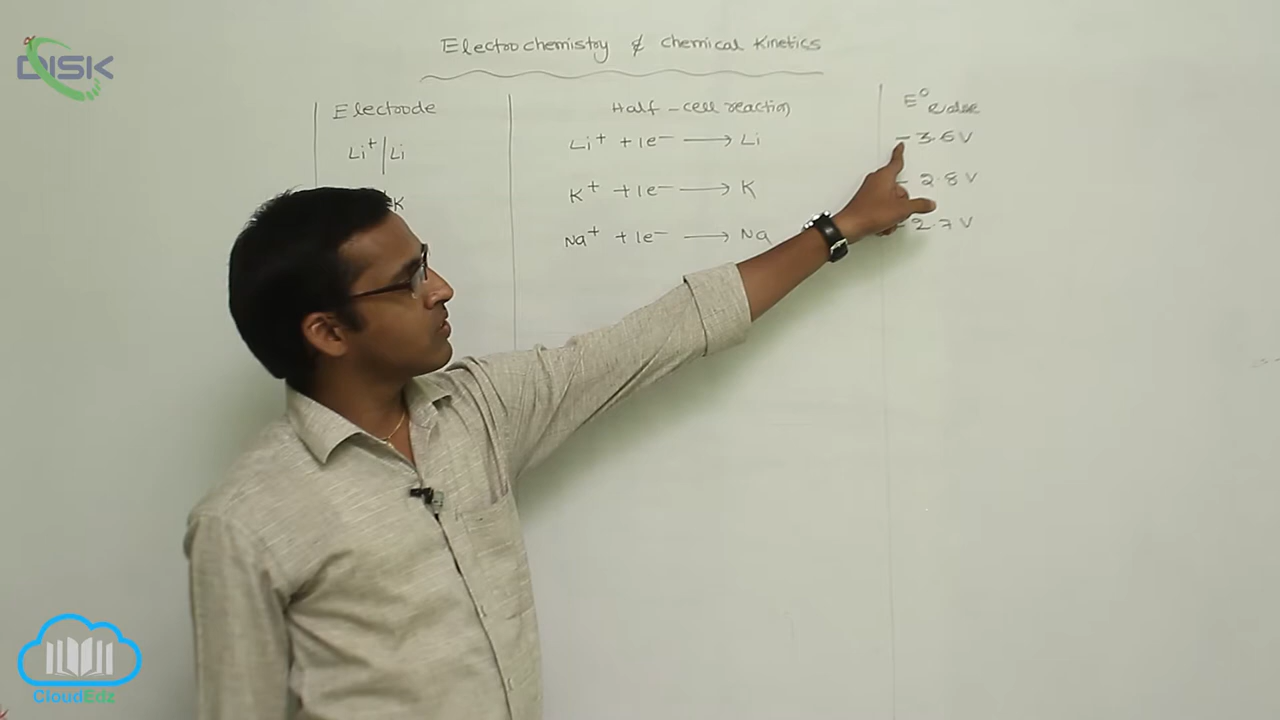 DISK
Electrochemistry & Chemical Kinetics
Electrode Half-cell reaction E° Value
Li⁺/Li Li⁺ + 1e⁻ ⟶ Li -3.6 V
K K⁺ + 1e⁻ ⟶ K - 2.8 V
Na⁺ + 1e⁻ ⟶ Na - 2.7 V
CloudEdz